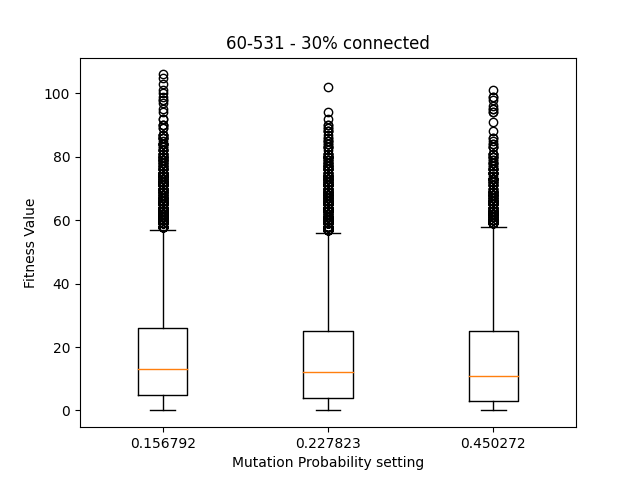 60-531 - 30% connected
Fitness Value
100
80
60
40
20
0
0.156792 0.227823 0.450272
Mutation Probability setting